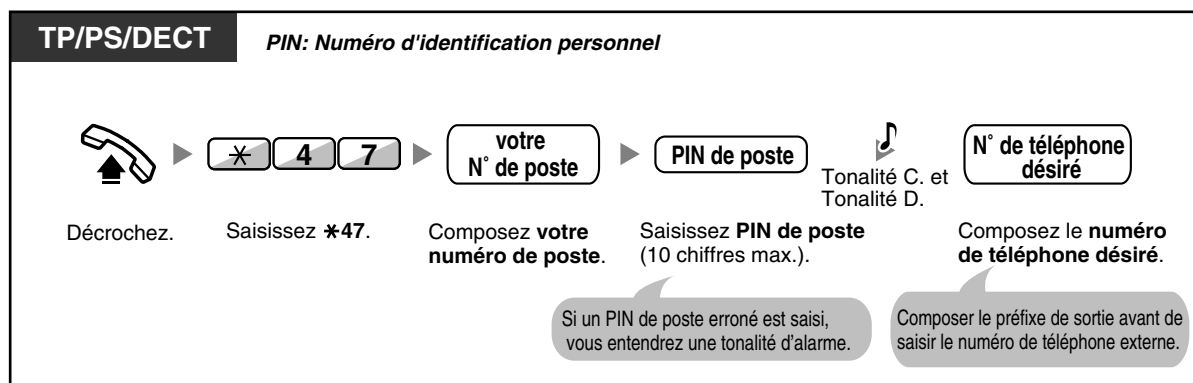 TP/PS/DECT
PIN: Numéro d'identification personnel
✳ 4 7
votre
N° de poste
PIN de poste
Tonalité C. et
Tonalité D.
N° de téléphone
désiré
Décrochez.
Saisissez ✳47.
Composez votre
numéro de poste.
Saisissez PIN de poste
(10 chiffres max.).
Composez le numéro
de téléphone désiré.
Si un PIN de poste erroné est saisi,
vous entendrez une tonalité d'alarme.
Composer le préfixe de sortie avant de
saisir le numéro de téléphone externe.